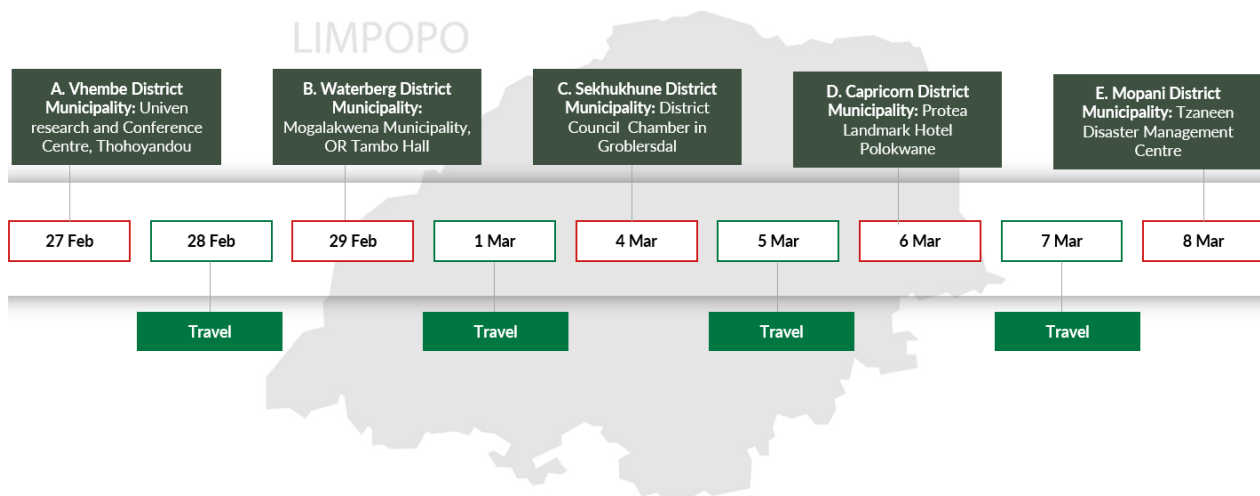 LIMPOPO
A. Vhembe District
Municipality: Univen
research and Conference
Centre, Thohoyandou
B. Waterberg District
Municipality:
Mogalakwena Municipality,
OR Tambo Hall
C. Sekhukhune District
Municipality: District
Council Chamber in
Groblersdal
D. Capricorn District
Municipality: Protea
Landmark Hotel
Polokwane
E. Mopani District
Municipality: Tzaneen
Disaster Management
Centre
27 Feb
28 Feb
29 Feb
1 Mar
4 Mar
5 Mar
6 Mar
7 Mar
8 Mar
Travel
Travel
Travel
Travel